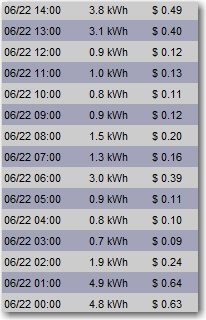 06/22 14:00 3.8 kWh $ 0.49
06/22 13:00 3.1 kWh $ 0.40
06/22 12:00 0.9 kWh $ 0.12
06/22 11:00 1.0 kWh $ 0.13
06/22 10:00 0.8 kWh $ 0.11
06/22 09:00 0.9 kWh $ 0.12
06/22 08:00 1.5 kWh $ 0.20
06/22 07:00 1.3 kWh $ 0.16
06/22 06:00 3.0 kWh $ 0.39
06/22 05:00 0.9 kWh $ 0.11
06/22 04:00 0.8 kWh $ 0.10
06/22 03:00 0.7 kWh $ 0.09
06/22 02:00 1.9 kWh $ 0.24
06/22 01:00 4.9 kWh $ 0.64
06/22 00:00 4.8 kWh $ 0.63